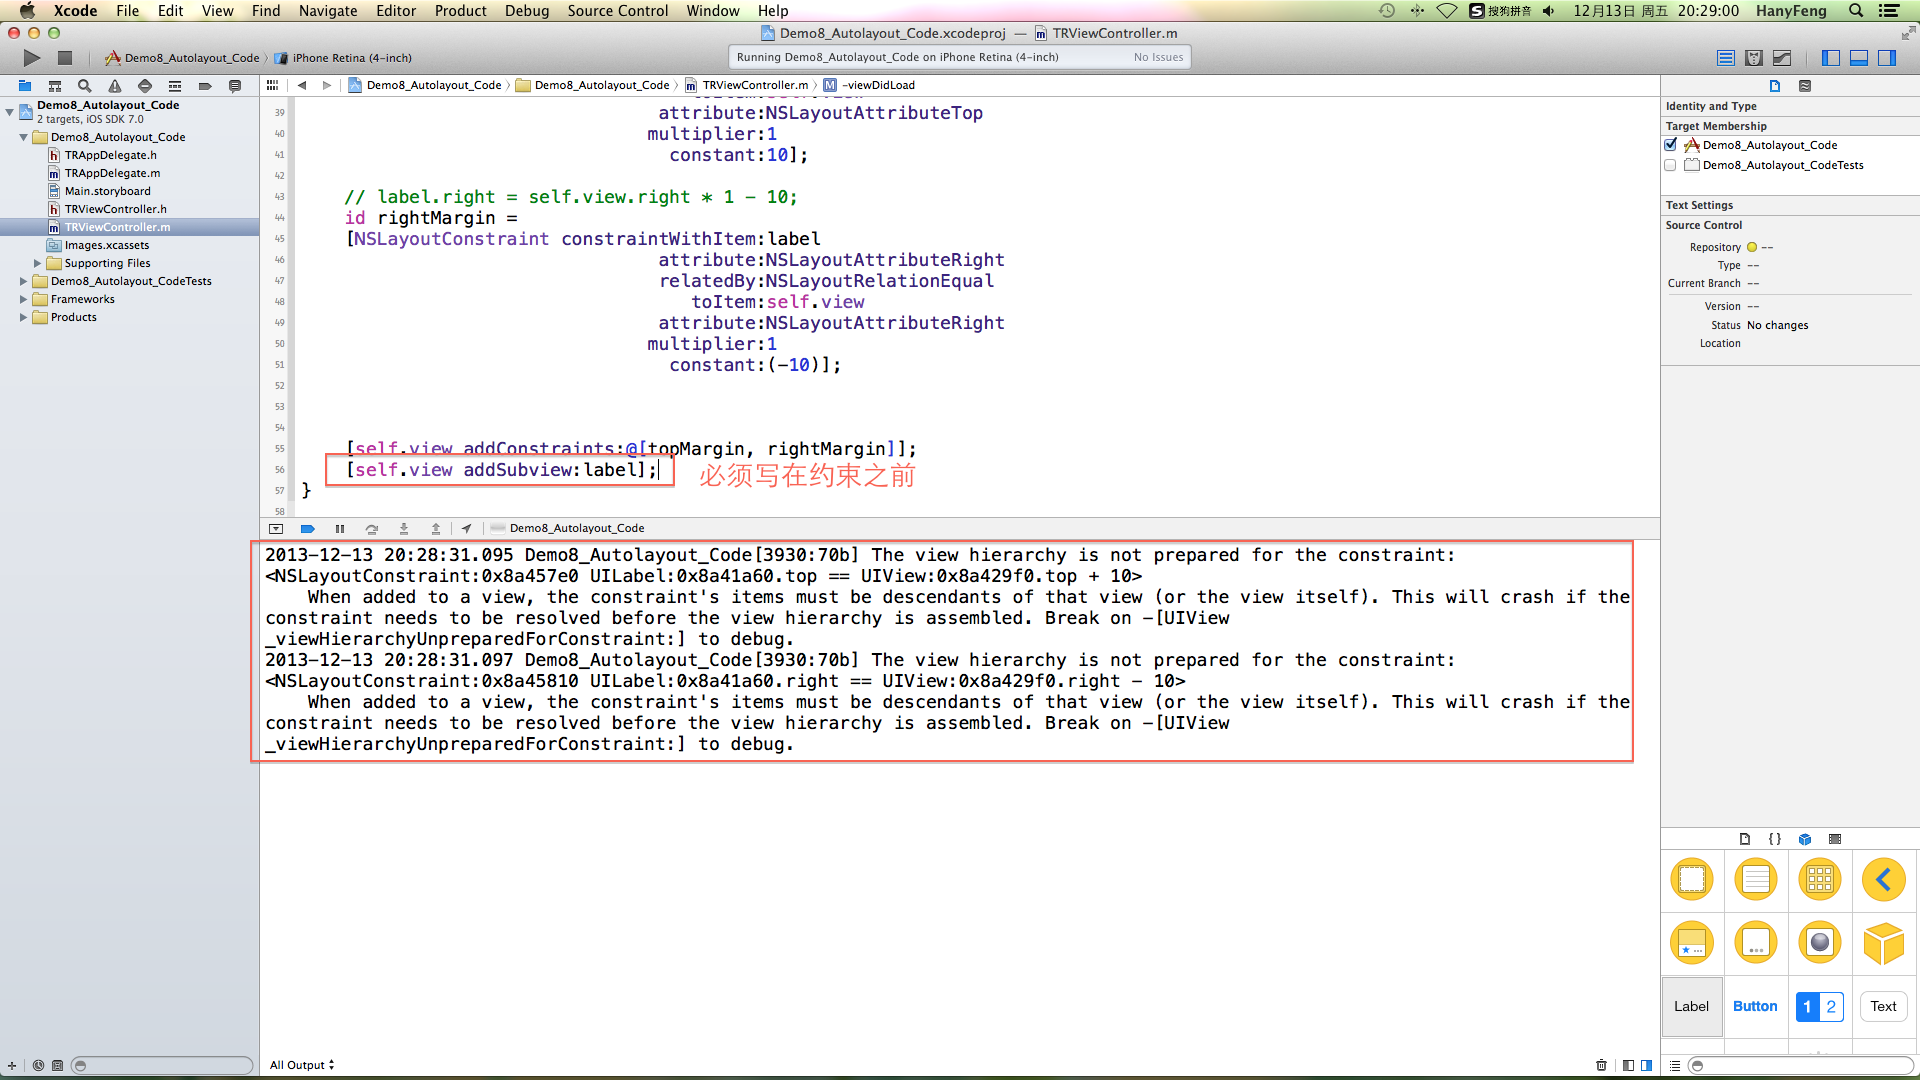 Xcode File Edit View Find Navigate Editor Product Debug Source Control Window Help
搜狗拼音 12月13日 周五 20:29:00 HanyFeng
Demo8_Autolayout_Code.xcodeproj — TRViewController.m
Demo8_Autolayout_Code iPhone Retina (4-inch)
Running Demo8_Autolayout_Code on iPhone Retina (4-inch) No Issues
Demo8_Autolayout_Code Demo8_Autolayout_Code TRViewController.m -viewDidLoad
Demo8_Autolayout_Code
2 targets, iOS SDK 7.0
Demo8_Autolayout_Code
TRAppDelegate.h
TRAppDelegate.m
Main.storyboard
TRViewController.h
TRViewController.m
Images.xcassets
Supporting Files
Demo8_Autolayout_CodeTests
Frameworks
Products
39 attribute:NSLayoutAttributeTop
40 multiplier:1
41 constant:10];
42
43 // label.right = self.view.right * 1 - 10;
44 id rightMargin =
45 [NSLayoutConstraint constraintWithItem:label
46 attribute:NSLayoutAttributeRight
47 relatedBy:NSLayoutRelationEqual
48 toItem:self.view
49 attribute:NSLayoutAttributeRight
50 multiplier:1
51 constant:(-10)];
52
53
54
55 [self.view addConstraints:@[topMargin, rightMargin]];
56 [self.view addSubview:label];
必须写在约束之前
57 }
58
Demo8_Autolayout_Code
2013-12-13 20:28:31.095 Demo8_Autolayout_Code[3930:70b] The view hierarchy is not prepared for the constraint:
<NSLayoutConstraint:0x8a457e0 UILabel:0x8a41a60.top == UIView:0x8a429f0.top + 10>
When added to a view, the constraint's items must be descendants of that view (or the view itself). This will crash if the
constraint needs to be resolved before the view hierarchy is assembled. Break on -[UIView
_viewHierarchyUnpreparedForConstraint:] to debug.
2013-12-13 20:28:31.097 Demo8_Autolayout_Code[3930:70b] The view hierarchy is not prepared for the constraint:
<NSLayoutConstraint:0x8a45810 UILabel:0x8a41a60.right == UIView:0x8a429f0.right - 10>
When added to a view, the constraint's items must be descendants of that view (or the view itself). This will crash if the
constraint needs to be resolved before the view hierarchy is assembled. Break on -[UIView
_viewHierarchyUnpreparedForConstraint:] to debug.
All Output
Identity and Type
Target Membership
Demo8_Autolayout_Code
Demo8_Autolayout_CodeTests
Text Settings
Source Control
Repository --
Type --
Current Branch --
Version --
Status No changes
Location
Label Button 1 2 Text